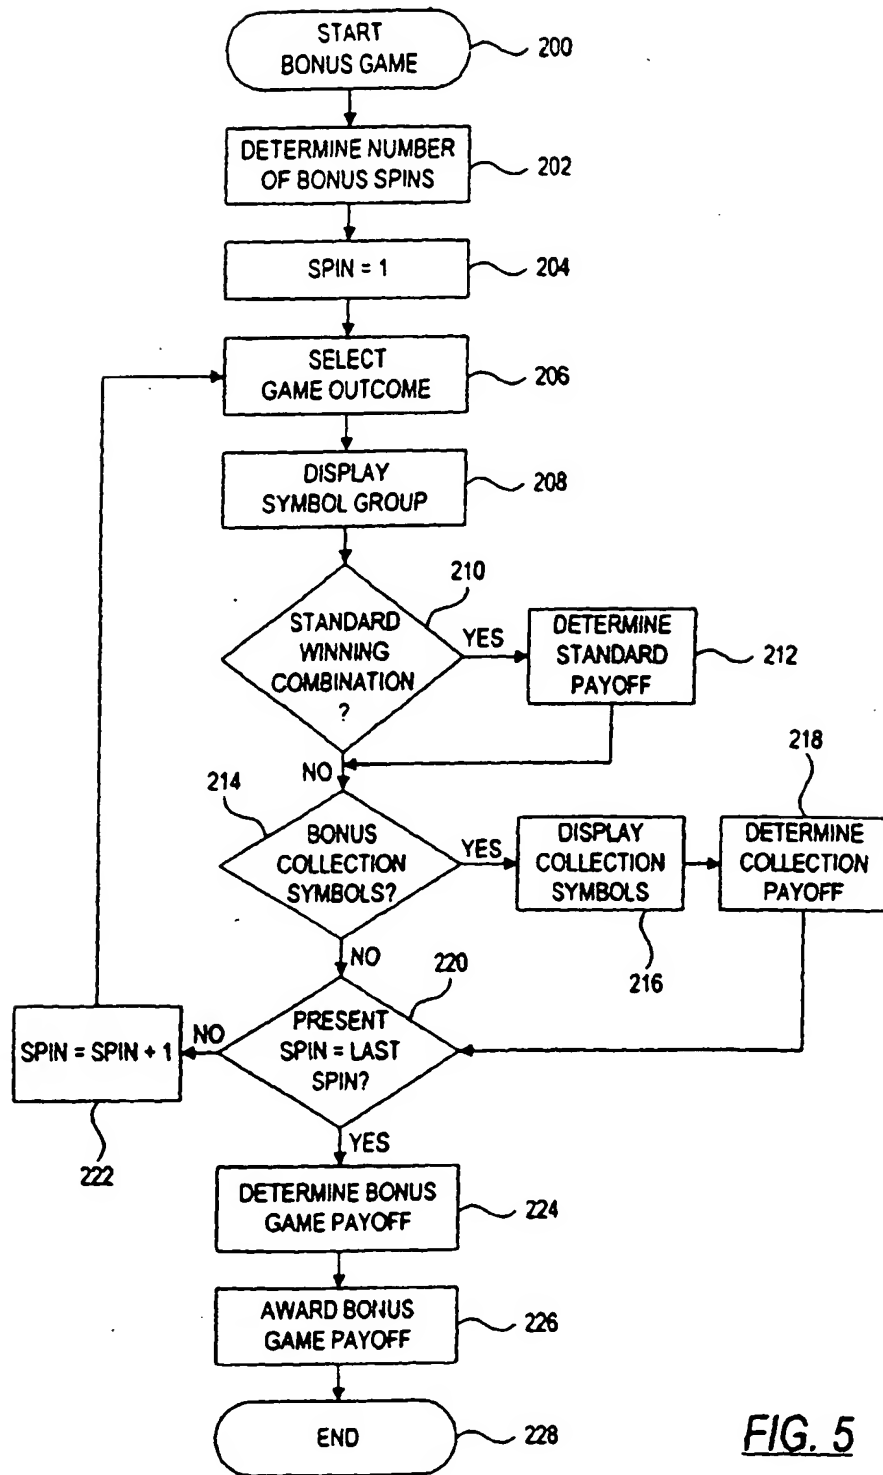 START
BONUS GAME
200
DETERMINE NUMBER
OF BONUS SPINS
202
SPIN = 1
204
SELECT
GAME OUTCOME
206
DISPLAY
SYMBOL GROUP
208
210
STANDARD
WINNING
COMBINATION
?
YES
DETERMINE
STANDARD
PAYOFF
212
NO
214
BONUS
COLLECTION
SYMBOLS?
YES
DISPLAY
COLLECTION
SYMBOLS
216
218
DETERMINE
COLLECTION
PAYOFF
NO
220
PRESENT
SPIN = LAST
SPIN?
NO
SPIN = SPIN + 1
222
YES
DETERMINE BONUS
GAME PAYOFF
224
AWARD BONUS
GAME PAYOFF
226
END
228
FIG. 5